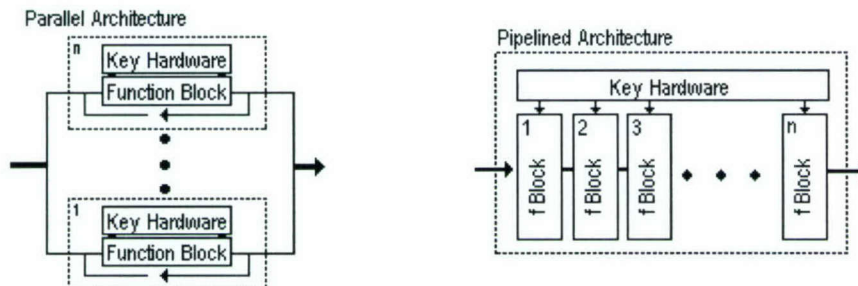 Parallel Architecture
n
Key Hardware
Function Block
1
Key Hardware
Function Block
Pipelined Architecture
Key Hardware
1
2
3
n
f Block
f Block
f Block
f Block